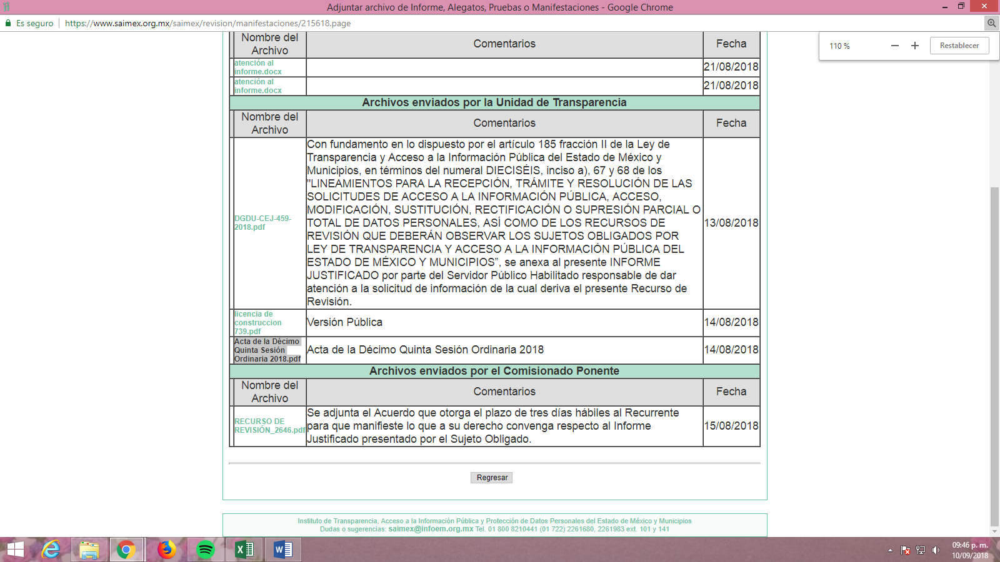 Adjuntar archivo de Informe, Alegatos, Pruebas o Manifestaciones - Google Chrome
Es seguro
https://www.saimex.org.mx/saimex/revision/manifestaciones/215618.page
110 %
Restablecer
Nombre del
Archivo
Comentarios
Fecha
atención al
informe.docx
21/08/2018
atención al
informe.docx
21/08/2018
Archivos enviados por la Unidad de Transparencia
Nombre del
Archivo
Comentarios
Fecha
DGDU-CEJ-459-
2018.pdf
Con fundamento en lo dispuesto por el artículo 185 fracción II de la Ley de
Transparencia y Acceso a la Información Pública del Estado de México y
Municipios, en términos del numeral DIECISÉIS, inciso a), 67 y 68 de los
"LINEAMIENTOS PARA LA RECEPCIÓN, TRÁMITE Y RESOLUCIÓN DE LAS
SOLICITUDES DE ACCESO A LA INFORMACIÓN PÚBLICA, ACCESO,
MODIFICACIÓN, SUSTITUCIÓN, RECTIFICACIÓN O SUPRESIÓN PARCIAL O
TOTAL DE DATOS PERSONALES, ASÍ COMO DE LOS RECURSOS DE
REVISIÓN QUE DEBERÁN OBSERVAR LOS SUJETOS OBLIGADOS POR
LEY DE TRANSPARENCIA Y ACCESO A LA INFORMACIÓN PÚBLICA DEL
ESTADO DE MÉXICO Y MUNICIPIOS”, se anexa al presente INFORME
JUSTIFICADO por parte del Servidor Público Habilitado responsable de dar
atención a la solicitud de información de la cual deriva el presente Recurso de
Revisión.
13/08/2018
licencia de
construccion
739.pdf
Versión Pública
14/08/2018
Acta de la Décimo
Quinta Sesión
Ordinaria 2018.pdf
Acta de la Décimo Quinta Sesión Ordinaria 2018
14/08/2018
Archivos enviados por el Comisionado Ponente
Nombre del
Archivo
Comentarios
Fecha
RECURSO DE
REVISIÓN_2646.pdf
Se adjunta el Acuerdo que otorga el plazo de tres días hábiles al Recurrente
para que manifieste lo que a su derecho convenga respecto al Informe
Justificado presentado por el Sujeto Obligado.
15/08/2018
Regresar
Instituto de Transparencia, Acceso a la Información Pública y Protección de Datos Personales del Estado de México y Municipios
Dudas o sugerencias: saimex@infoem.org.mx Tel. 01 800 8210441 (01 722) 2261680, 2261983 ext. 101 y 141
09:46 p. m.
10/09/2018